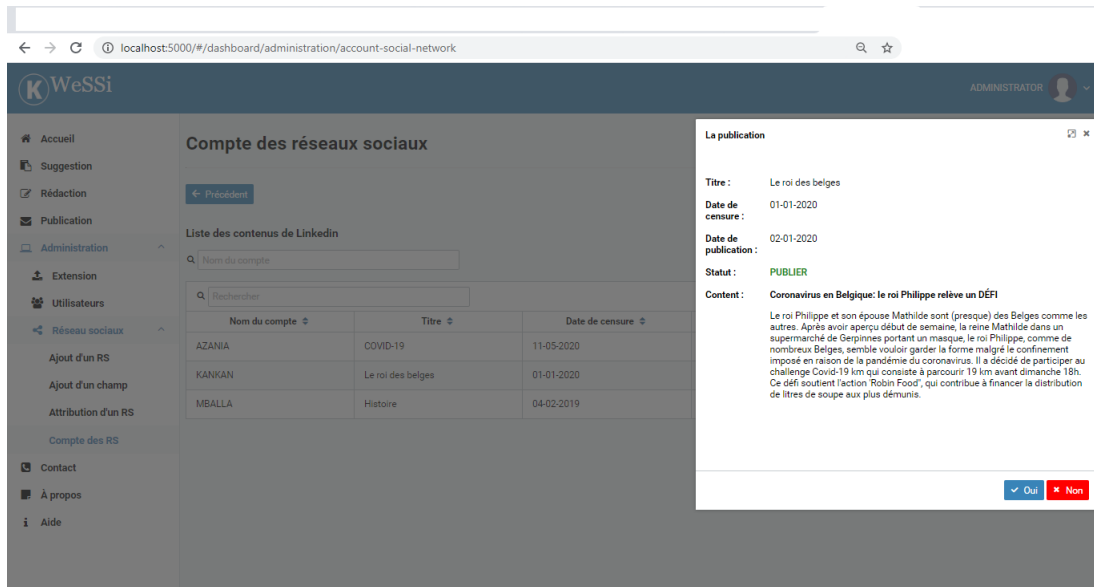 localhost:5000/#/dashboard/administration/account-social-network
K WeSSi
ADMINISTRATOR
Accueil
Suggestion
Rédaction
Publication
Administration
Extension
Utilisateurs
Réseau sociaux
Ajout d'un RS
Ajout d'un champ
Attribution d'un RS
Compte des RS
Contact
À propos
Aide
Compte des réseaux sociaux
Précédent
Liste des contenus de Linkedin
Nom du compte
Rechercher
Nom du compte Titre Date de censure
AZANIA COVID-19 11-05-2020
KANKAN Le roi des belges 01-01-2020
MBALLA Histoire 04-02-2019
La publication
Titre : Le roi des belges
Date de 01-01-2020
censure :
Date de 02-01-2020
publication :
Statut : PUBLIER
Content : Coronavirus en Belgique: le roi Philippe relève un DÉFI
Le roi Philippe et son épouse Mathilde sont (presque) des Belges comme les
autres. Après avoir aperçu début de semaine, la reine Mathilde dans un
supermarché de Gerpinnes portant un masque, le roi Philippe, comme de
nombreux Belges, semble vouloir garder la forme malgré le confinement
imposé en raison de la pandémie du coronavirus. Il a décidé de participer au
challenge Covid-19 km qui consiste à parcourir 19 km avant dimanche 18h.
Ce défi soutient l'action 'Robin Food", qui contribue à financer la distribution
de litres de soupe aux plus démunis.
Oui
Non